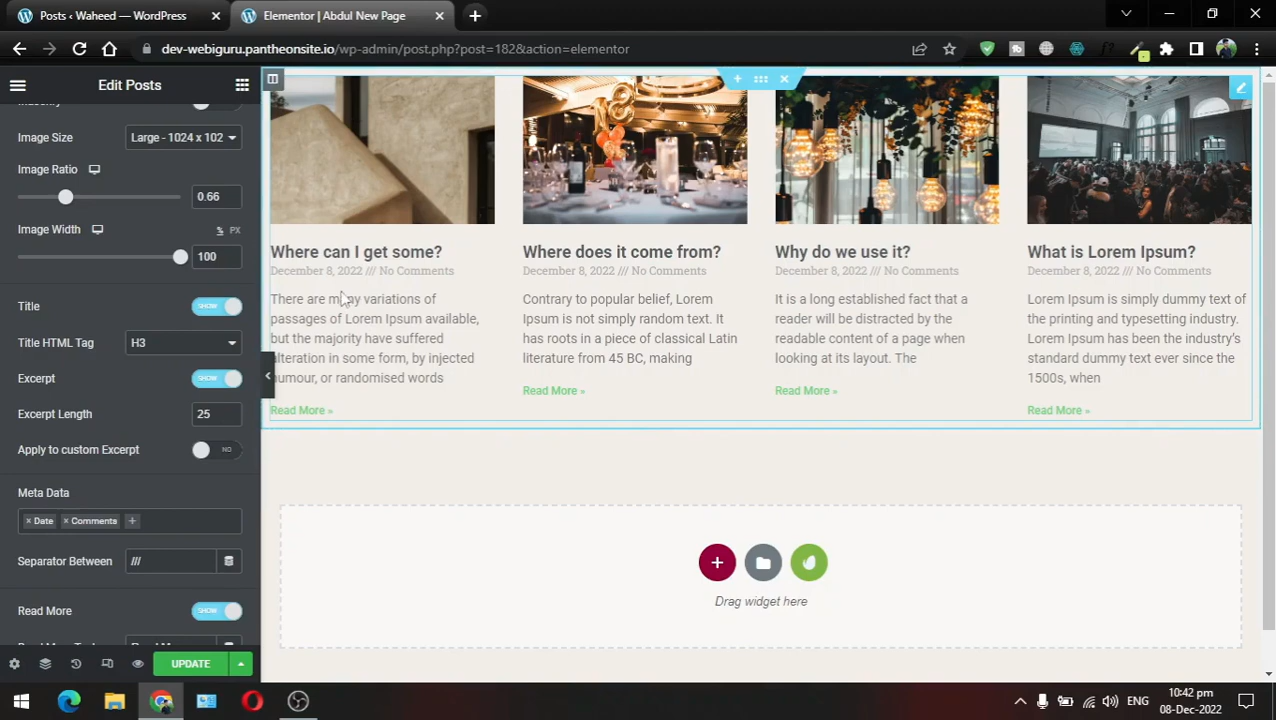 Posts ‹ Waheed — WordPress
Elementor | Abdul New Page
dev-webiguru.pantheonsite.io/wp-admin/post.php?post=182&action=elementor
Edit Posts
Image Size
Large - 1024 x 102
Image Ratio
0.66
Image Width
% PX
100
Title
SHOW
Title HTML Tag
H3
Excerpt
SHOW
Excerpt Length
25
Apply to custom Excerpt
NO
Meta Data
× Date × Comments +
Separator Between
///
Read More
SHOW
UPDATE
Where can I get some?
December 8, 2022 /// No Comments
There are many variations of
passages of Lorem Ipsum available,
but the majority have suffered
alteration in some form, by injected
humour, or randomised words
Read More »
Where does it come from?
December 8, 2022 /// No Comments
Contrary to popular belief, Lorem
Ipsum is not simply random text. It
has roots in a piece of classical Latin
literature from 45 BC, making
Read More »
Why do we use it?
December 8, 2022 /// No Comments
It is a long established fact that a
reader will be distracted by the
readable content of a page when
looking at its layout. The
Read More »
What is Lorem Ipsum?
December 8, 2022 /// No Comments
Lorem Ipsum is simply dummy text of
the printing and typesetting industry.
Lorem Ipsum has been the industry's
standard dummy text ever since the
1500s, when
Read More »
Drag widget here
ENG
10:42 pm
08-Dec-2022